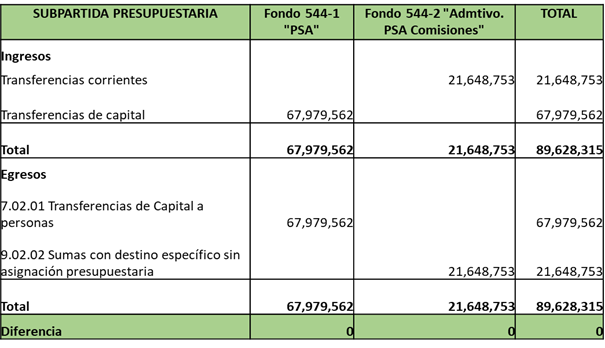 SUBPARTIDA PRESUPUESTARIA Fondo 544-1 "PSA" Fondo 544-2 "Admtivo. PSA Comisiones" TOTAL
Ingresos
Transferencias corrientes 21,648,753 21,648,753
Transferencias de capital 67,979,562 67,979,562
Total 67,979,562 21,648,753 89,628,315
Egresos
7.02.01 Transferencias de Capital a
personas 67,979,562 67,979,562
9.02.02 Sumas con destino específico sin
asignación presupuestaria 21,648,753 21,648,753
Total 67,979,562 21,648,753 89,628,315
Diferencia 0 0 0